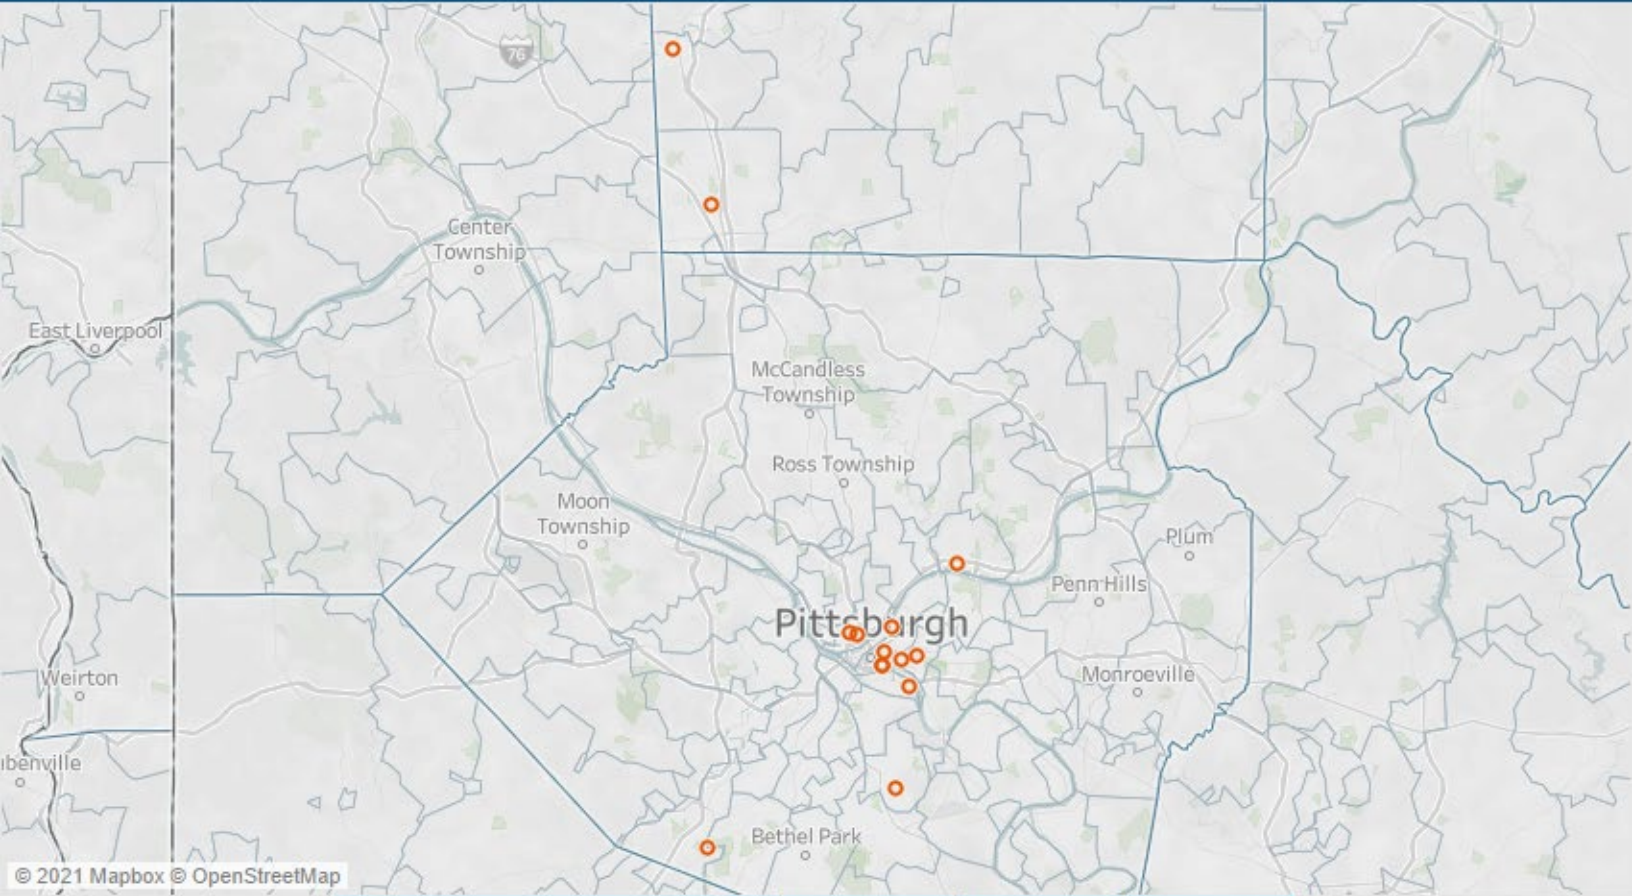 76
Center
Township
East Liverpool
McCandless
Township
Ross Township
Moon
Township
Plum
Penn Hills
Pittsburgh
Weirton
Monroeville
ibenville
Bethel Park
© 2021 Mapbox © OpenStreetMap